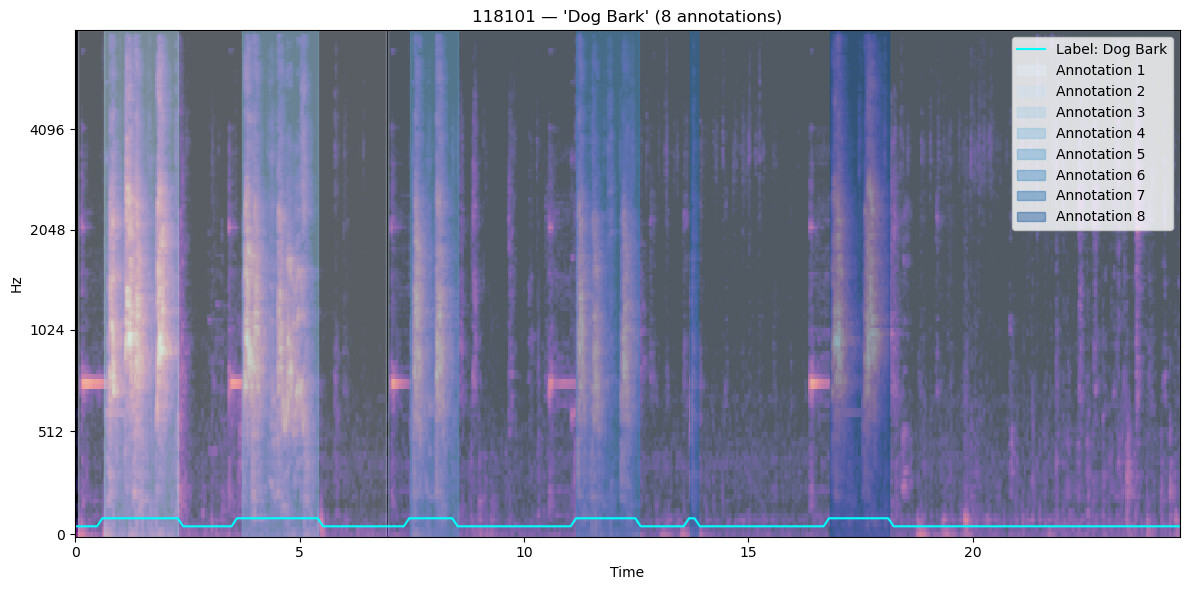 118101 — 'Dog Bark' (8 annotations)
Label: Dog Bark
Annotation 1
Annotation 2
Annotation 3
Annotation 4
Annotation 5
Annotation 6
Annotation 7
Annotation 8
4096
2048
1024
512
0
Hz
0 5 10 15 20
Time